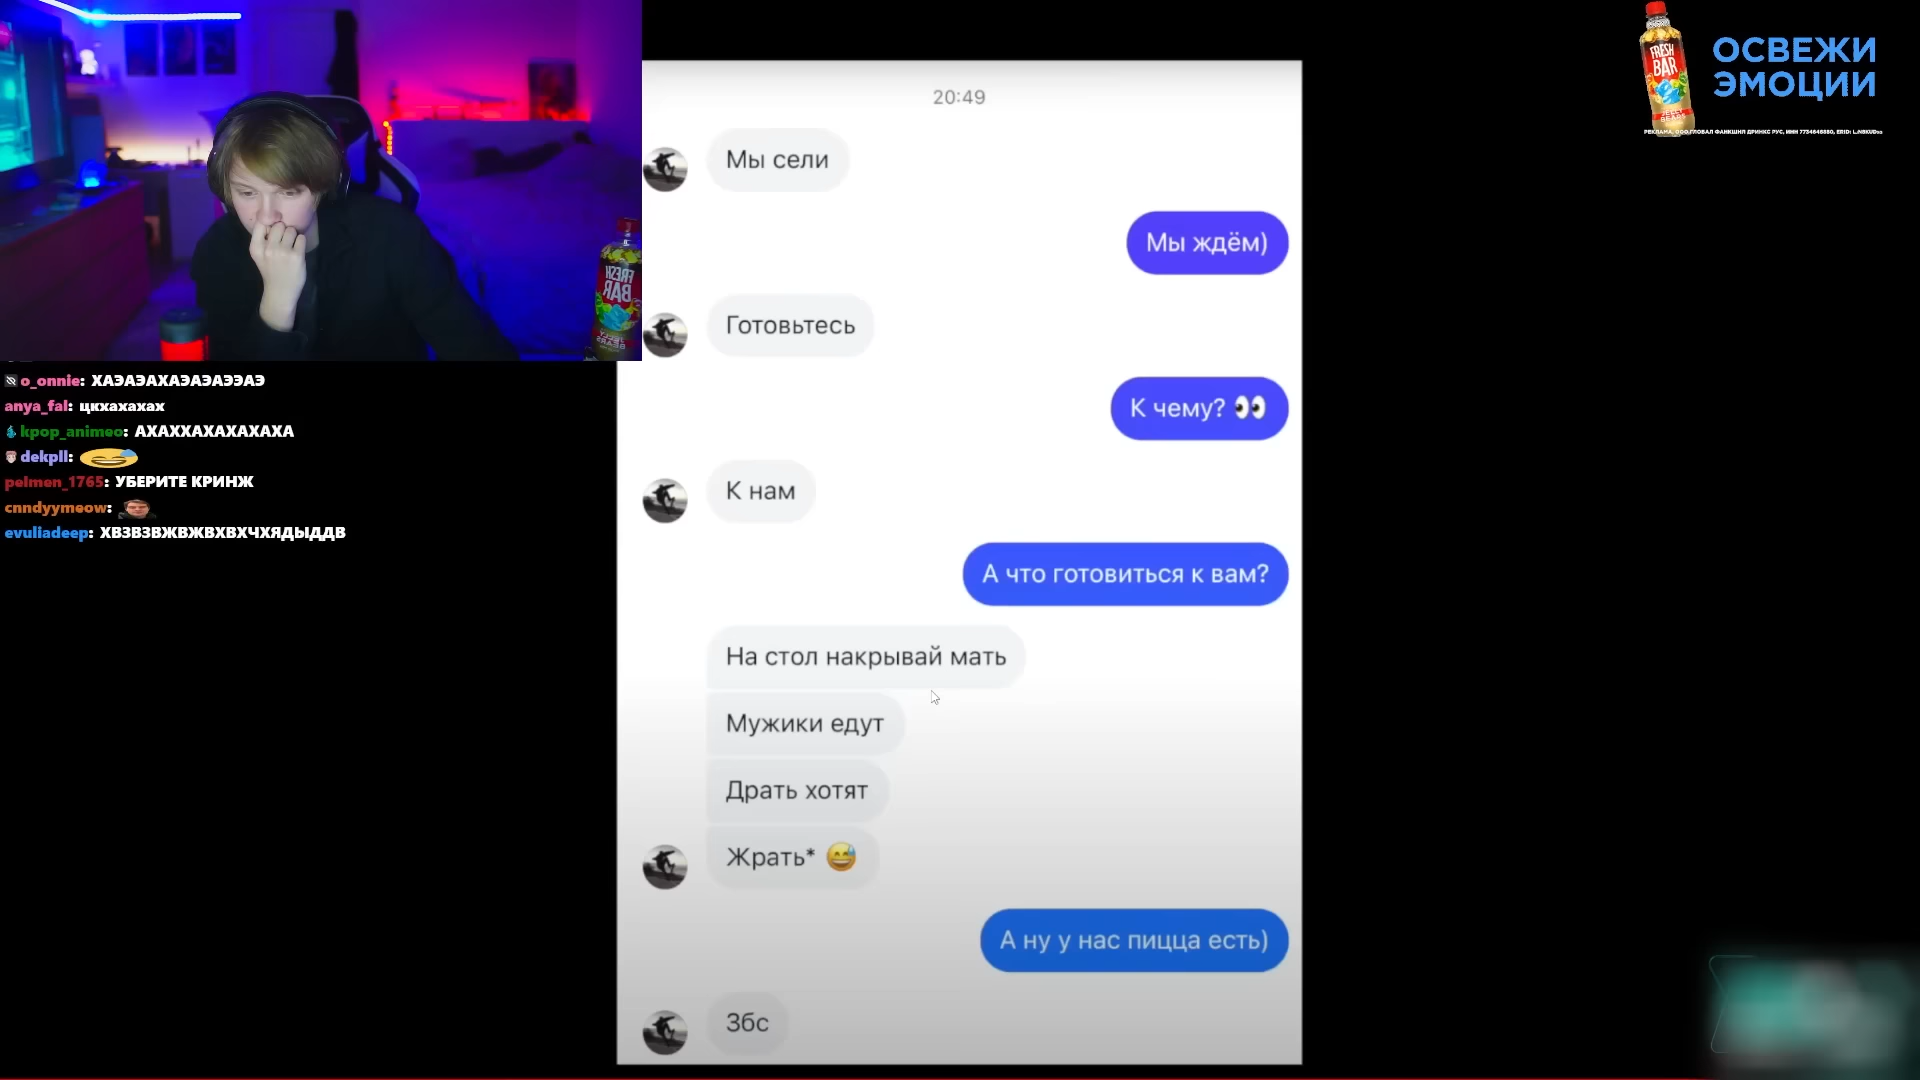 20:49
Мы сели
Мы ждём)
Готовьтесь
К чему? 👀
К нам
А что готовиться к вам?
На стол накрывай мать
Мужики едут
Драть хотят
Жрать* 😅
А ну у нас пицца есть)
Збс
o_onnie: ХАЭАЭАХАЭАЭАЭЭАЭ
anya_fal: цкхахахах
kpop_animeo: АХАХХАХАХАХАХА
dekpll:
pelmen_1765: УБЕРИТЕ КРИНЖ
cnndyymeow:
evuliadeep: ХВЗВЗВЖВЖВХВХЧХЯДЫДДВ
FRESH
BAR
FRESH
BAR
ОСВЕЖИ
ЭМОЦИИ